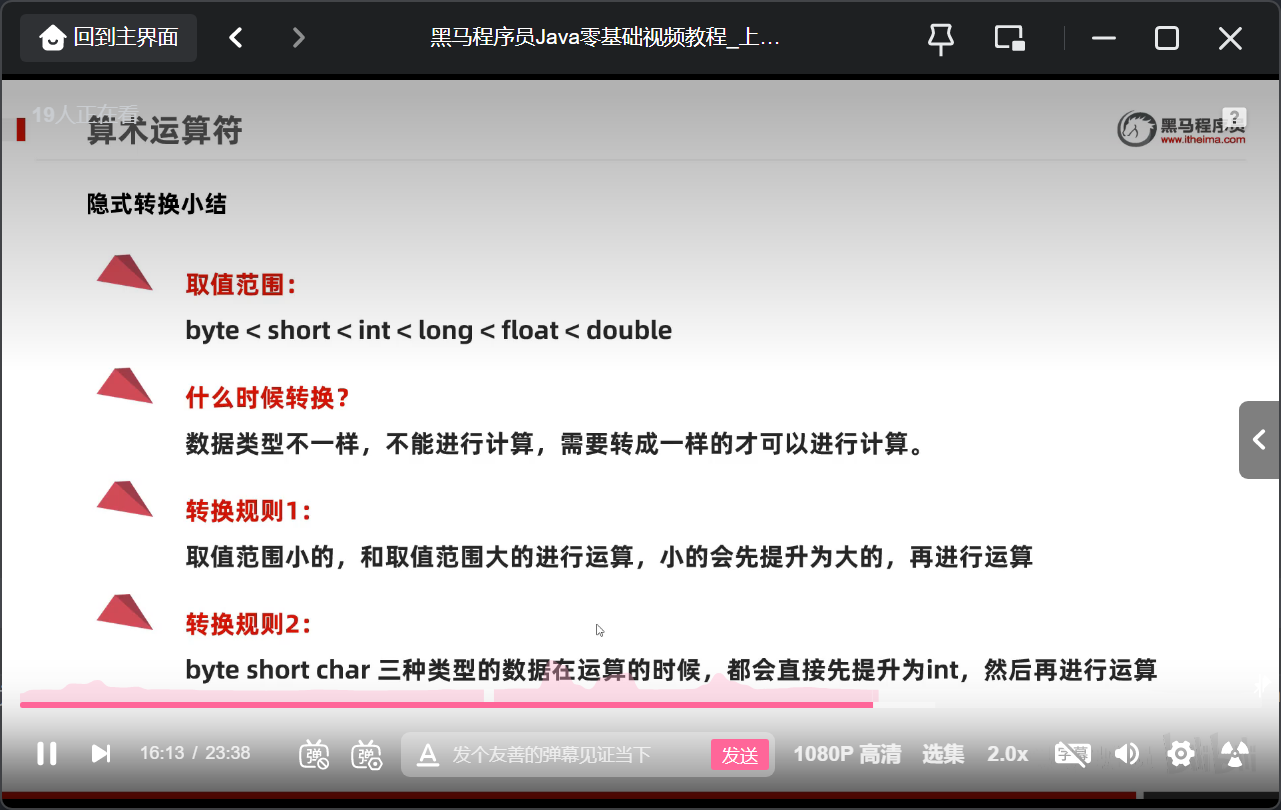 回到主界面
黑马程序员Java零基础视频教程_上…
19人正在看
算术运算符
黑马程序员
www.itheima.com
?
隐式转换小结
取值范围：
byte < short < int < long < float < double
什么时候转换？
数据类型不一样，不能进行计算，需要转成一样的才可以进行计算。
转换规则1：
取值范围小的，和取值范围大的进行运算，小的会先提升为大的，再进行运算
转换规则2：
byte short char 三种类型的数据在运算的时候，都会直接先提升为int，然后再进行运算
16:13 / 23:38
弹
弹
A
发个友善的弹幕见证当下
发送
1080P 高清
选集
2.0x
字幕
bilibili